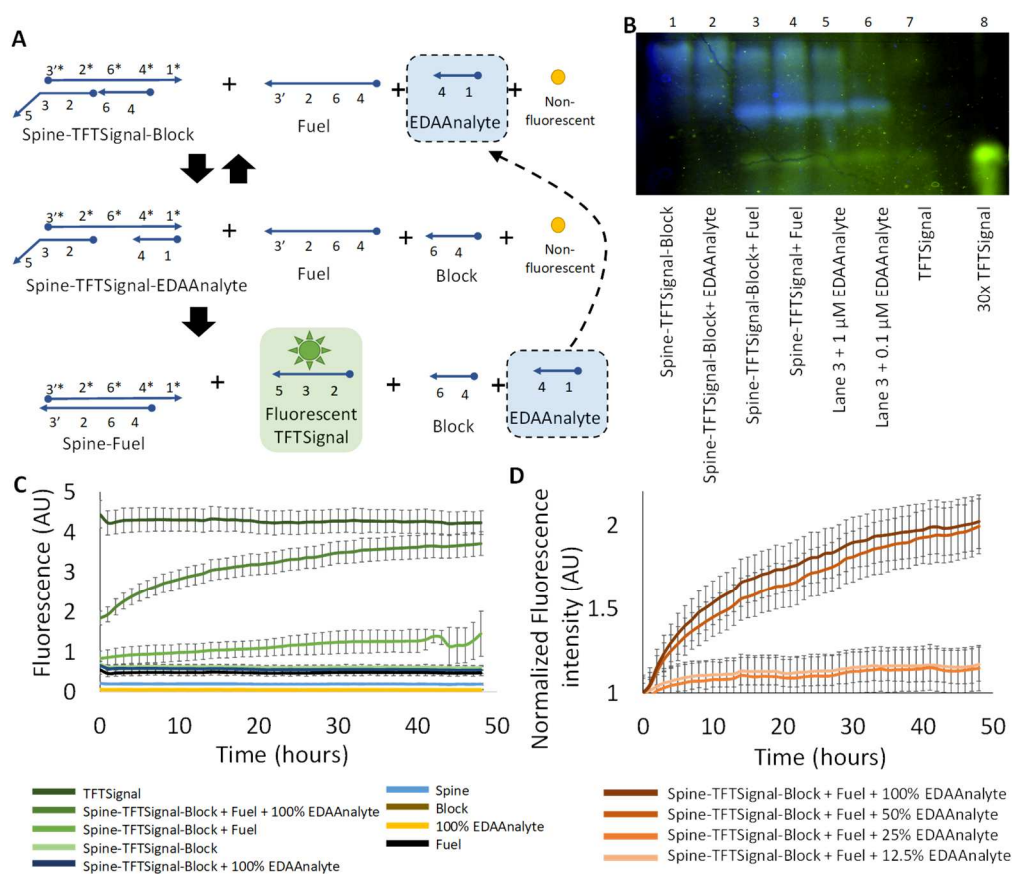 A
3'* 2* 6* 4* 1*
5 3 2 6 4
Spine-TFTSignal-Block
+
3' 2 6 4
Fuel
+
4 1
EDAAnalyte
+
Non-
fluorescent
3'* 2* 4* 1*
5 3 2 4 1
Spine-TFTSignal-EDAAnalyte
+
3' 2 6 4
Fuel
+
6 4
Block
+
Non-
fluorescent
3'* 2* 6* 4* 1*
3' 2 6 4
Spine-Fuel
+
5 3 2
Fluorescent
TFTSignal
+
6 4
Block
+
4 1
EDAAnalyte
B
1 2 3 4 5 6 7 8
Spine-TFTSignal-Block
Spine-TFTSignal-Block+ EDAAnalyte
Spine-TFTSignal-Block+ Fuel
Spine-TFTSignal+ Fuel
Lane 3 + 1 μM EDAAnalyte
Lane 3 + 0.1 μM EDAAnalyte
TFTSignal
30x TFTSignal
C
Fluorescence (AU)
5
4
3
2
1
0
0 10 20 30 40 50
Time (hours)
TFTSignal
Spine-TFTSignal-Block + Fuel + 100% EDAAnalyte
Spine-TFTSignal-Block + Fuel
Spine-TFTSignal-Block
Spine-TFTSignal-Block + 100% EDAAnalyte
Spine
Block
100% EDAAnalyte
Fuel
D
Normalized Fluorescence
intensity (AU)
2
1.5
1
0 10 20 30 40 50
Time (hours)
Spine-TFTSignal-Block + Fuel + 100% EDAAnalyte
Spine-TFTSignal-Block + Fuel + 50% EDAAnalyte
Spine-TFTSignal-Block + Fuel + 25% EDAAnalyte
Spine-TFTSignal-Block + Fuel + 12.5% EDAAnalyte